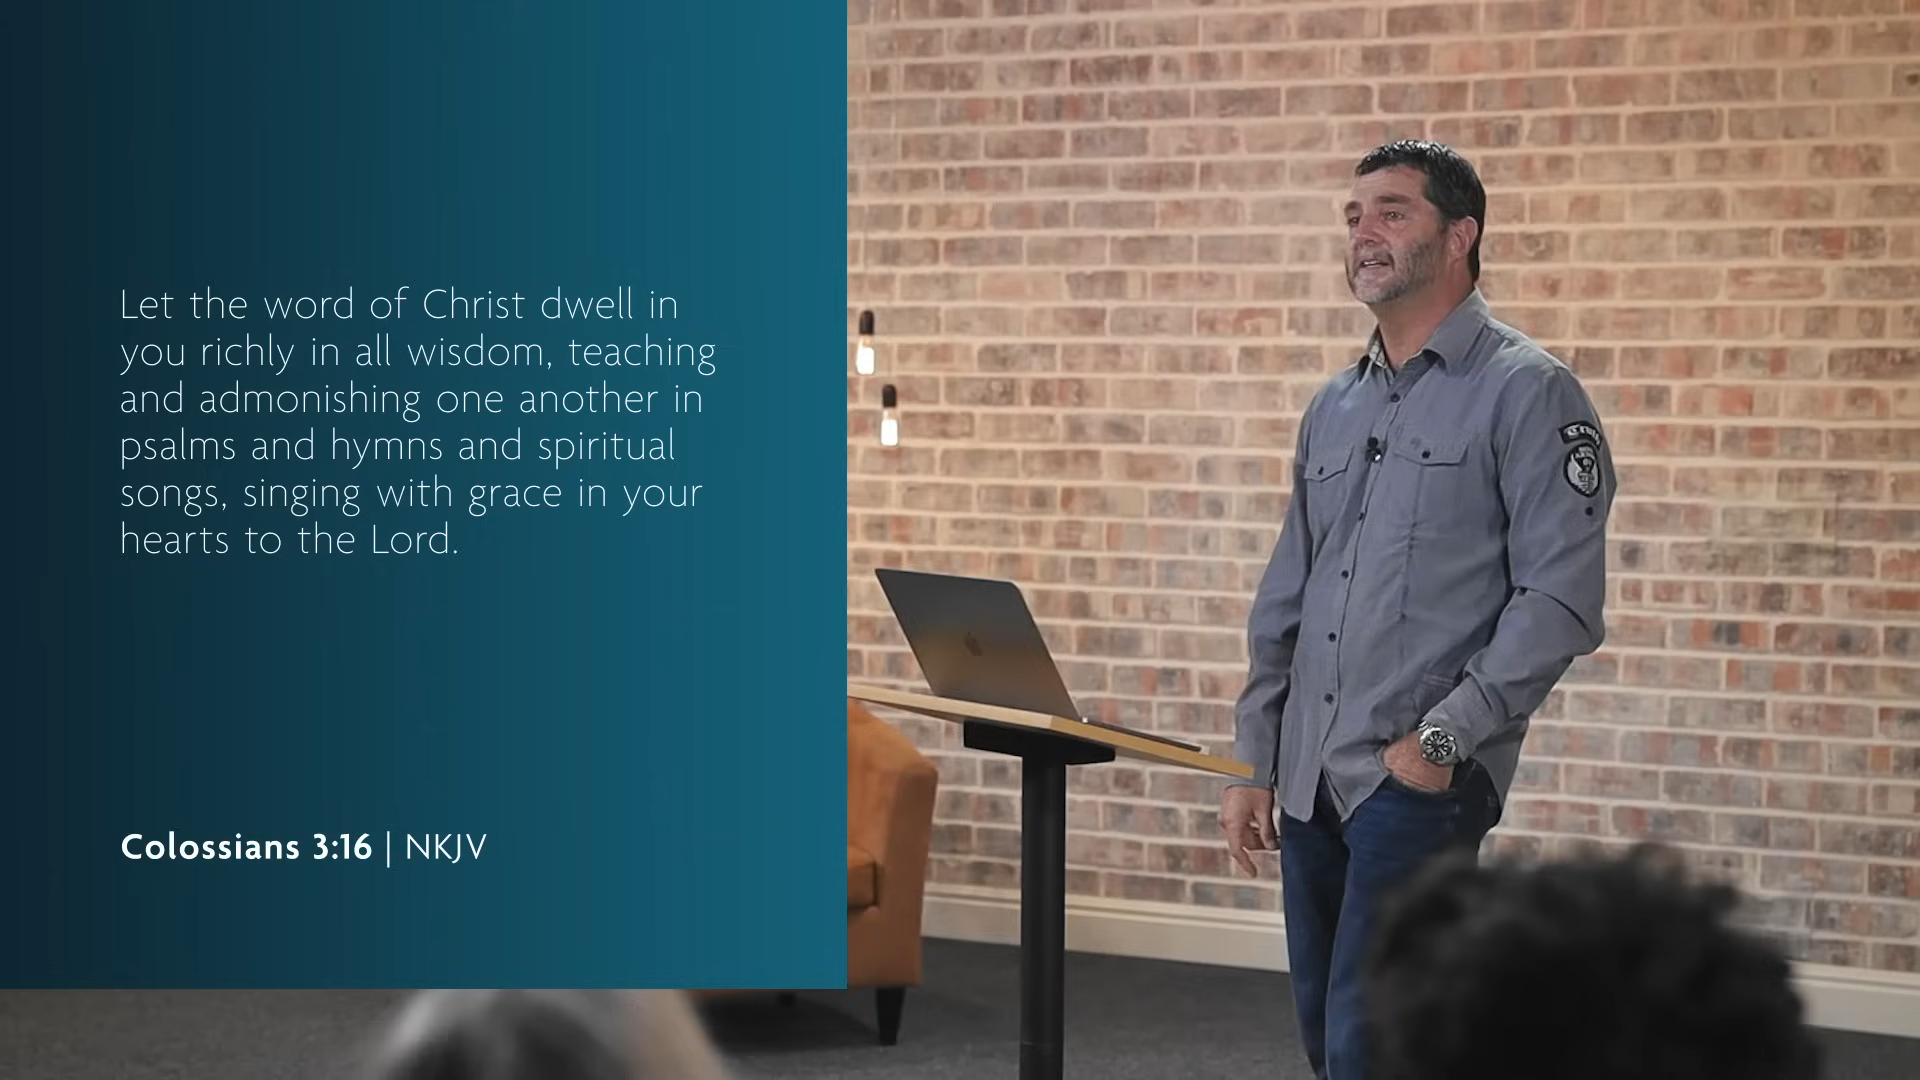 Let the word of Christ dwell in
you richly in all wisdom, teaching
and admonishing one another in
psalms and hymns and spiritual
songs, singing with grace in your
hearts to the Lord.
Colossians 3:16 | NKJV